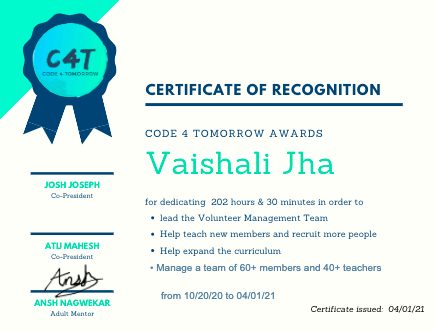 C4T
CODE 4 TOMORROW
CERTIFICATE OF RECOGNITION
CODE 4 TOMORROW AWARDS
Vaishali Jha
for dedicating 202 hours & 30 minutes in order to
• lead the Volunteer Management Team
• Help teach new members and recruit more people
• Help expand the curriculum
• Manage a team of 60+ members and 40+ teachers
from 10/20/20 to 04/01/21
JOSH JOSEPH
Co-President
ATU MAHESH
Co-President
Ansh
ANSH NAGWEKAR
Adult Mentor
Certificate issued: 04/01/21